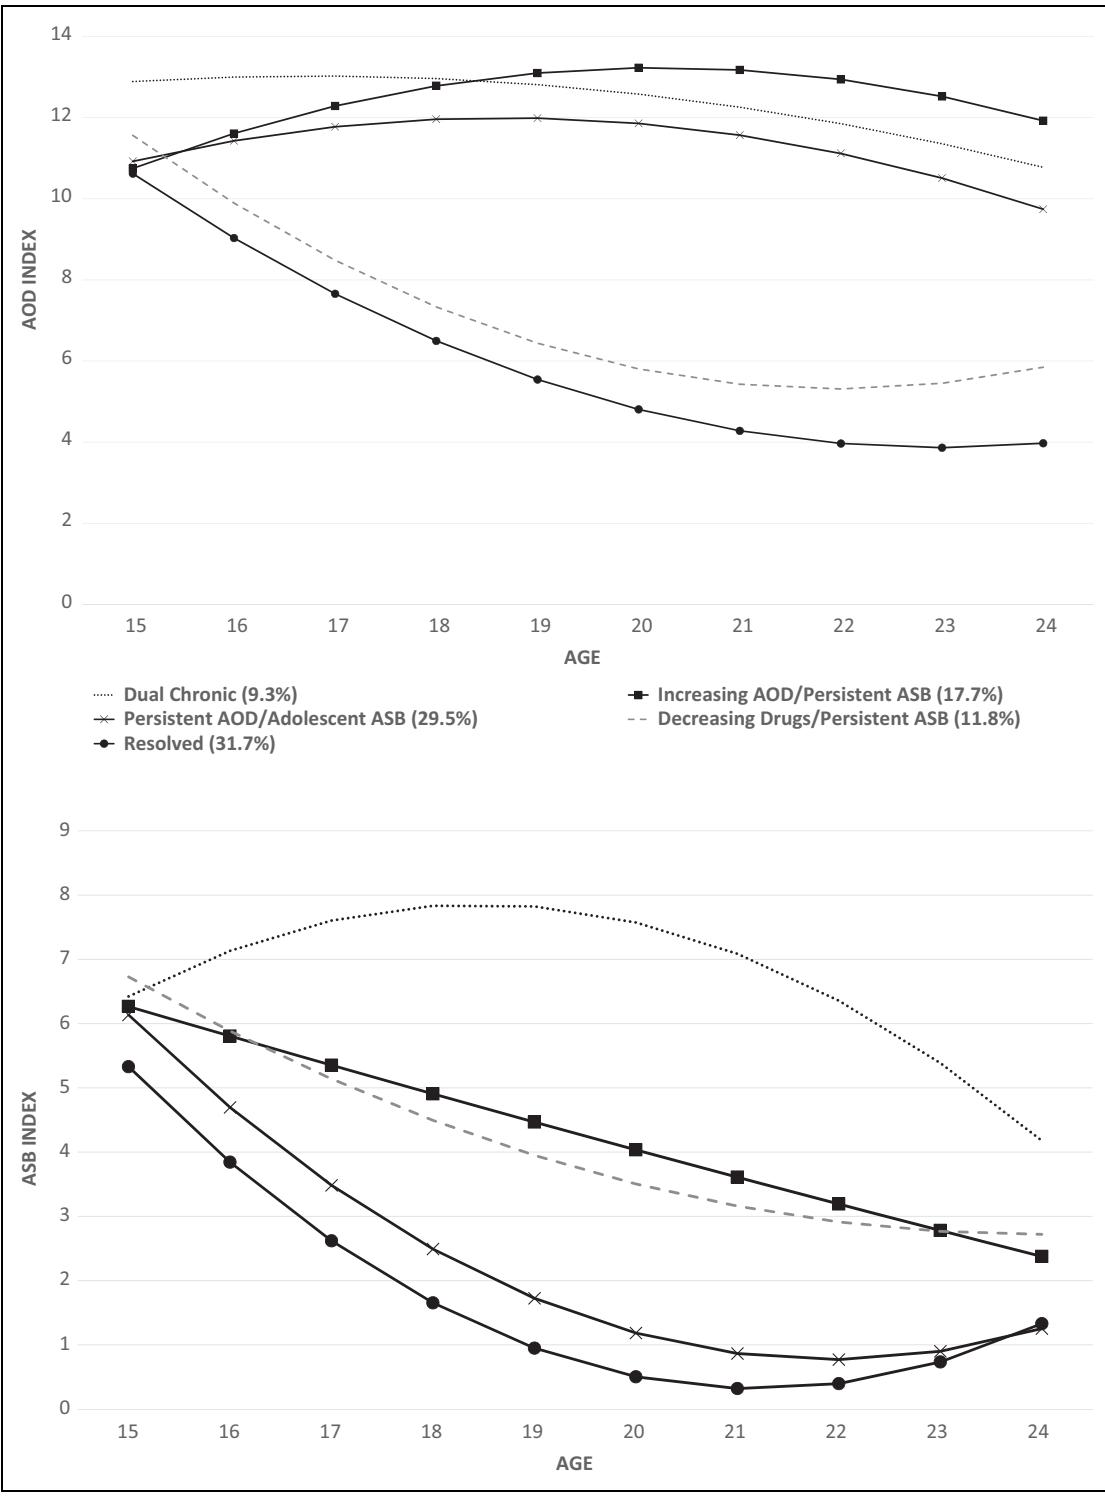 14
12
10
8
6
4
2
0
AOD INDEX
15 16 17 18 19 20 21 22 23 24
AGE
Dual Chronic (9.3%)
Increasing AOD/Persistent ASB (17.7%)
Persistent AOD/Adolescent ASB (29.5%)
Decreasing Drugs/Persistent ASB (11.8%)
Resolved (31.7%)
9
8
7
6
5
4
3
2
1
0
ASB INDEX
15 16 17 18 19 20 21 22 23 24
AGE